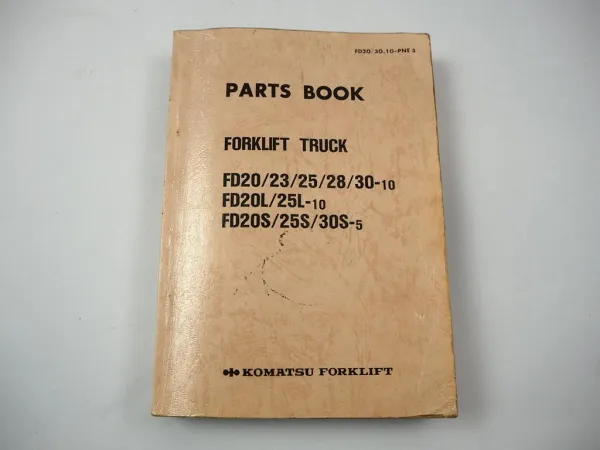 FD20/30.10-PNE 3
PARTS BOOK
FORKLIFT TRUCK
FD20/23/25/28/30-10
FD20L/25L-10
FD20S/25S/30S-5
KOMATSU FORKLIFT